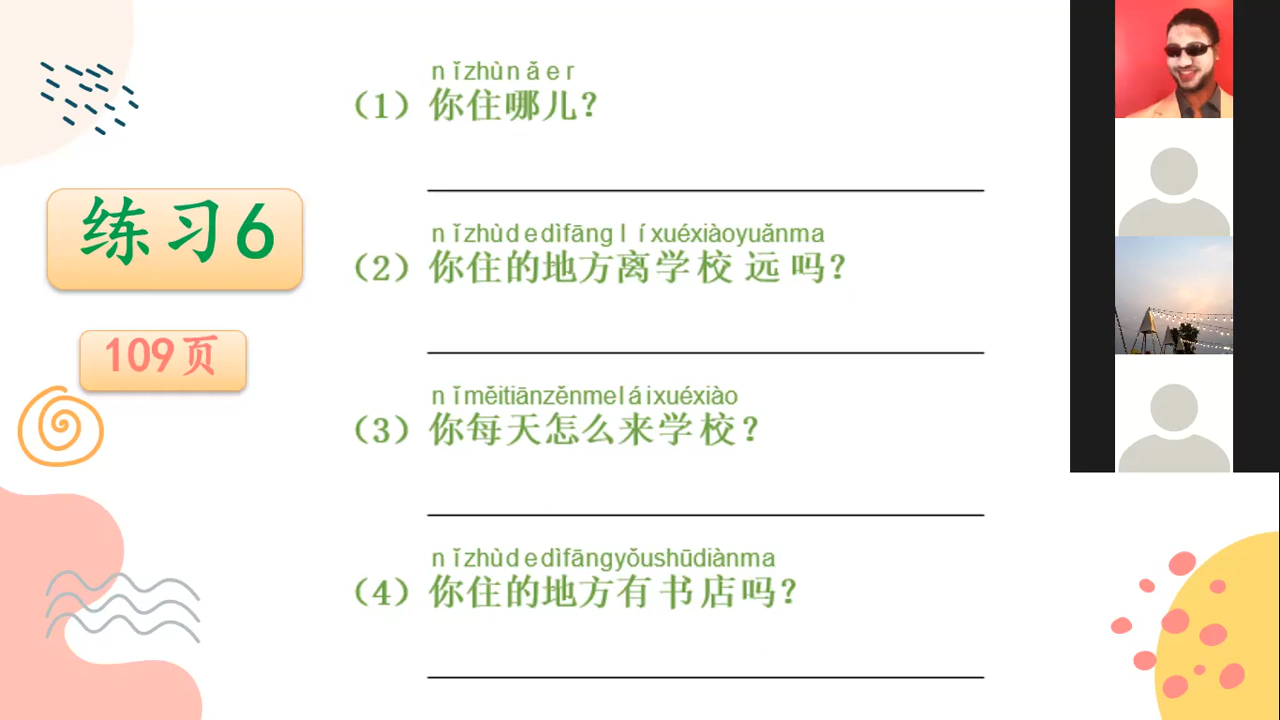 练习6
109页
nǐzhùnǎer
（1）你住哪儿？
nǐzhùdedìfānglíxuéxiàoyuǎnma
（2）你住的地方离学校远吗？
nǐměitiānzěnmeláixuéxiào
（3）你每天怎么来学校？
nǐzhùdedìfāngyǒushūdiànma
（4）你住的地方有书店吗？